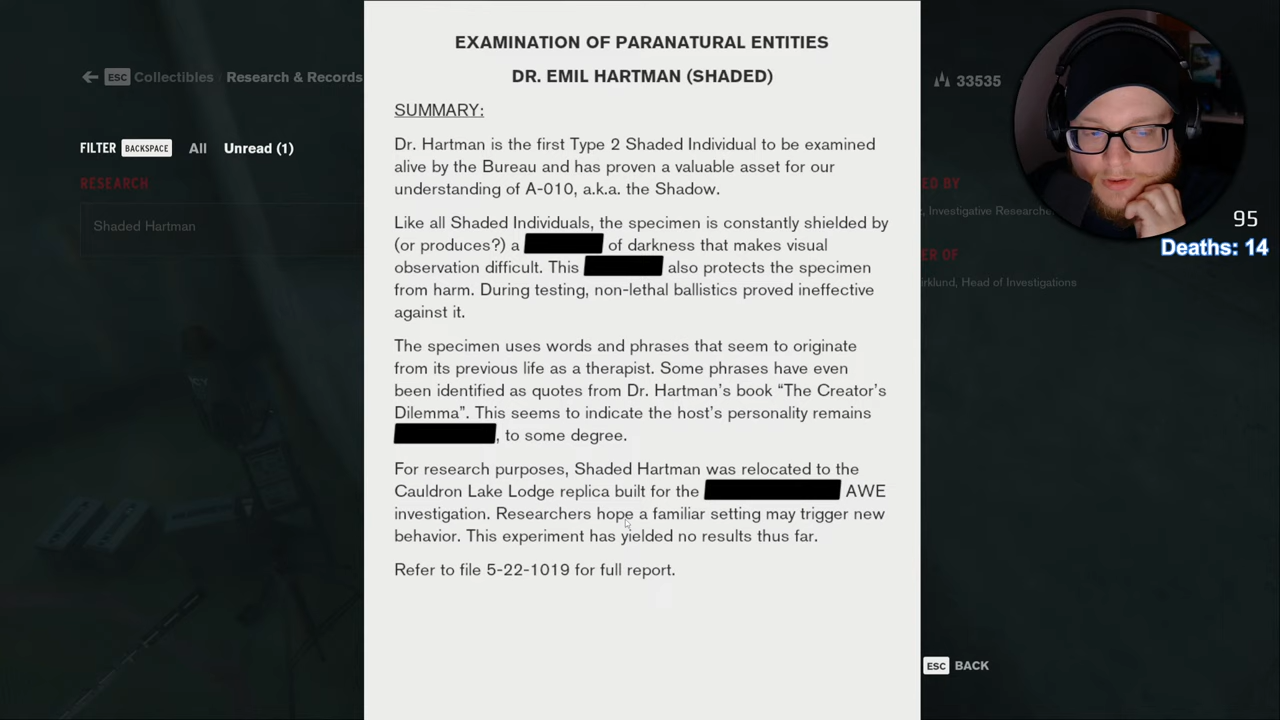 EXAMINATION OF PARANATURAL ENTITIES
DR. EMIL HARTMAN (SHADED)
ESC Collectibles Research & Records
33535
SUMMARY:
Dr. Hartman is the first Type 2 Shaded Individual to be examined
alive by the Bureau and has proven a valuable asset for our
understanding of A-010, a.k.a. the Shadow.
FILTER BACKSPACE All Unread (1)
RESEARCH
Shaded Hartman
ED BY
, Investigative Researche
ER OF
irklund, Head of Investigations
95
Deaths: 14
Like all Shaded Individuals, the specimen is constantly shielded by
(or produces?) a of darkness that makes visual
observation difficult. This also protects the specimen
from harm. During testing, non-lethal ballistics proved ineffective
against it.
The specimen uses words and phrases that seem to originate
from its previous life as a therapist. Some phrases have even
been identified as quotes from Dr. Hartman's book “The Creator's
Dilemma”. This seems to indicate the host's personality remains
, to some degree.
For research purposes, Shaded Hartman was relocated to the
Cauldron Lake Lodge replica built for the AWE
investigation. Researchers hope a familiar setting may trigger new
behavior. This experiment has yielded no results thus far.
Refer to file 5-22-1019 for full report.
ESC BACK